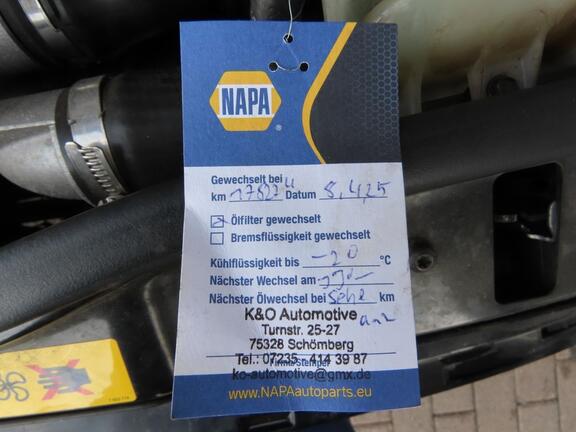 NAPA
®
Gewechselt bei
km 178274 Datum 8.4.25
Ölfilter gewechselt
Bremsflüssigkeit gewechselt
Kühlflüssigkeit bis -20 °C
Nächster Wechsel am
Nächster Ölwechsel bei siehe km
K&O Automotive
Turnstr. 25-27
75328 Schömberg
Tel.: 07235 - 414 39 87
ko-automotive@gmx.de
www.NAPAautoparts.eu